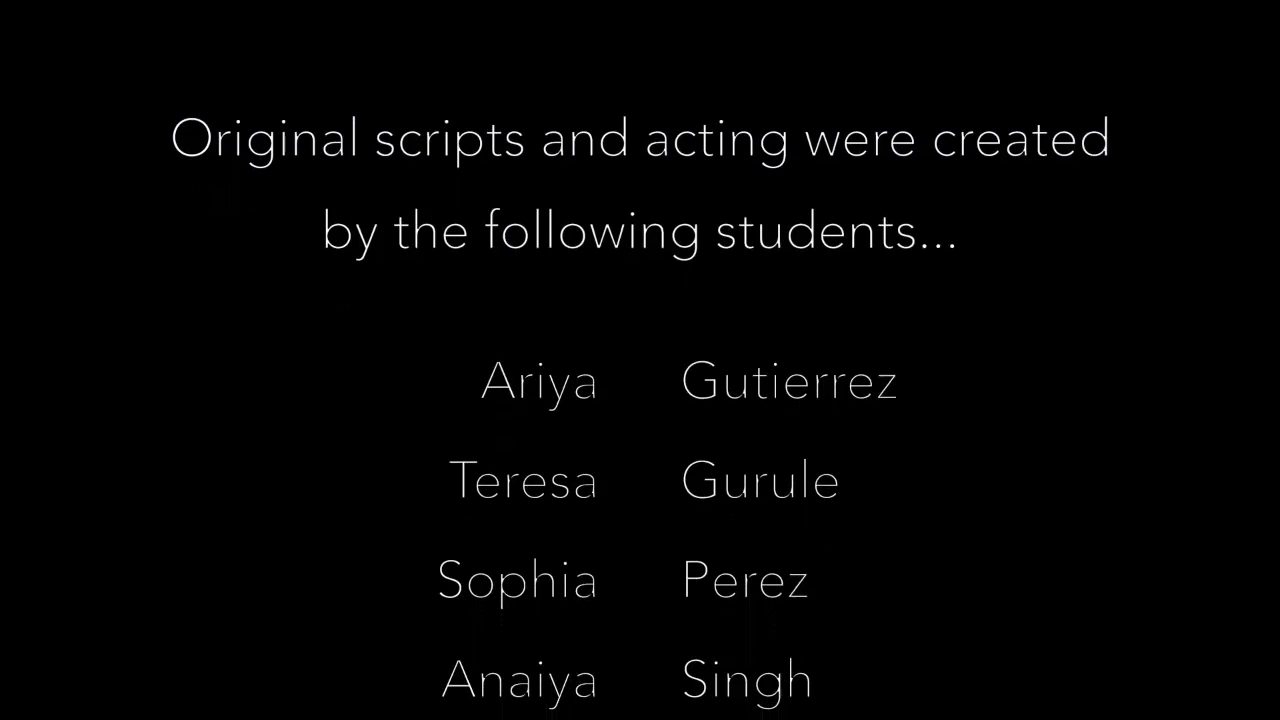 Original scripts and acting were created
by the following students...
Ariya Gutierrez
Teresa Gurule
Sophia Perez
Anaiya Singh